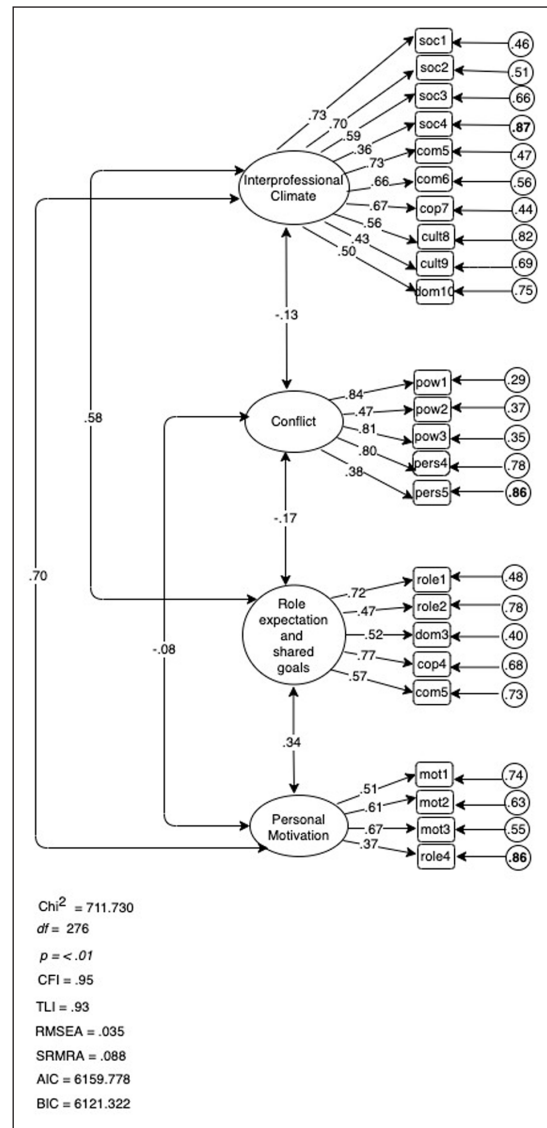 soc1
.46
soc2
.51
soc3
.66
soc4
.87
com5
.47
com6
.56
cop7
.44
cult8
.82
cult9
.69
dom10
.75
.73
.70
.59
.36
.73
.66
.67
.56
.43
.50
Interprofessional
Climate
-.13
pow1
.29
pow2
.37
pow3
.35
pers4
.78
pers5
.86
.84
.47
.81
.80
.38
Conflict
.58
-.17
.70
role1
.48
role2
.78
dom3
.40
cop4
.68
com5
.73
.72
.47
.52
.77
.57
Role
expectation
and
shared
goals
-.08
.34
mot1
.74
mot2
.63
mot3
.55
role4
.86
.51
.61
.67
.37
Personal
Motivation
Chi² = 711.730
df = 276
p = < .01
CFI = .95
TLI = .93
RMSEA = .035
SRMRA = .088
AIC = 6159.778
BIC = 6121.322